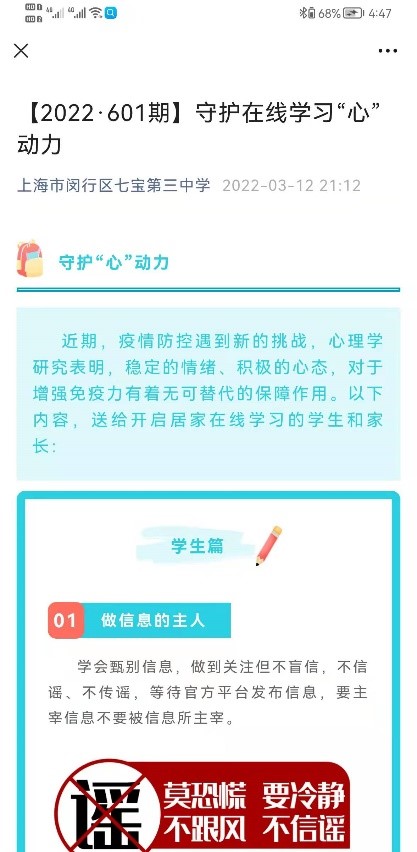 68% 4:47
【2022·601期】守护在线学习“心”
动力
上海市闵行区七宝第三中学 2022-03-12 21:12
守护“心”动力
近期，疫情防控遇到新的挑战，心理学
研究表明，稳定的情绪、积极的心态，对于
增强免疫力有着无可替代的保障作用。以下
内容，送给开启居家在线学习的学生和家
长：
学生篇
01 做信息的主人
学会甄别信息，做到关注但不盲信，不信
谣、不传谣，等待官方平台发布信息，要主
宰信息不要被信息所主宰。
谣
莫恐慌 要冷静
不跟风 不信谣